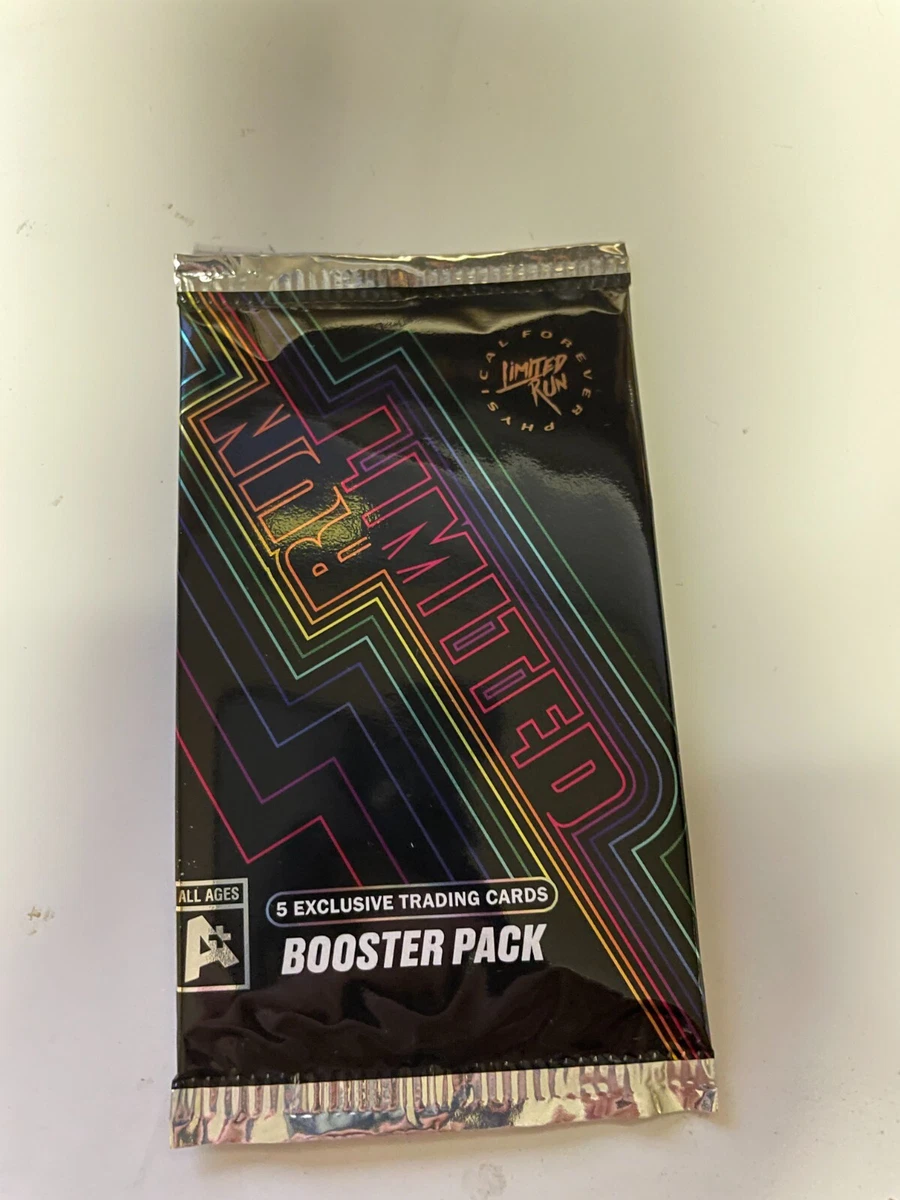 PHYSICAL FOREVER
LIMITED
RUN
LIMITED
RUN
ALL AGES
A+
5 EXCLUSIVE TRADING CARDS
BOOSTER PACK